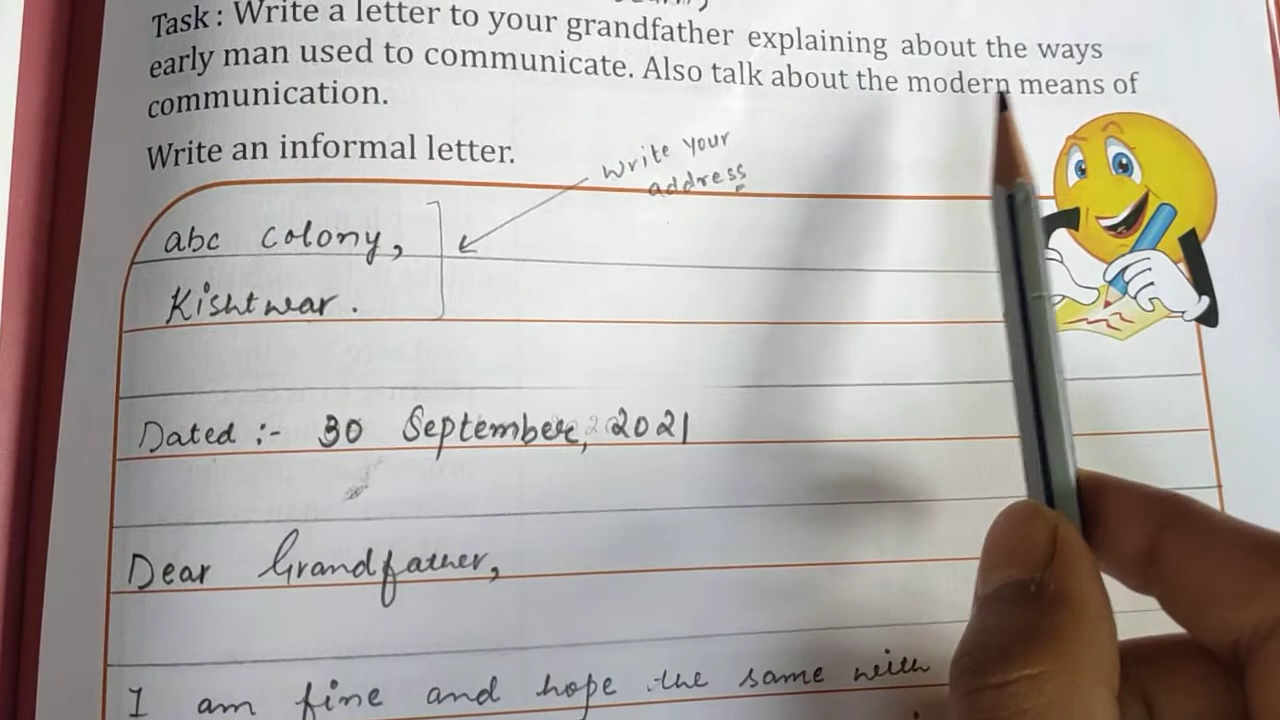 Task : Write a letter to your grandfather explaining about the ways
early man used to communicate. Also talk about the modern means of
communication.
Write an informal letter.
Write your
address
abc colony,
Kishtwar.
Dated :- 30 September, 2021
Dear Grandfather,
I am fine and hope the same with